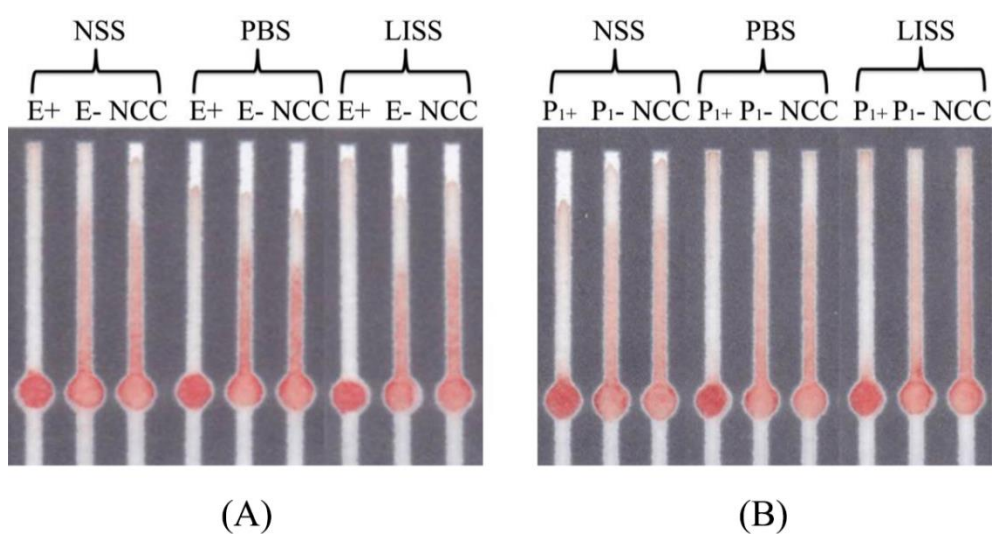 NSS PBS LISS
E+ E- NCC E+ E- NCC E+ E- NCC
(A)
NSS PBS LISS
P₁+ P₁- NCC P₁+ P₁- NCC P₁+ P₁- NCC
(B)